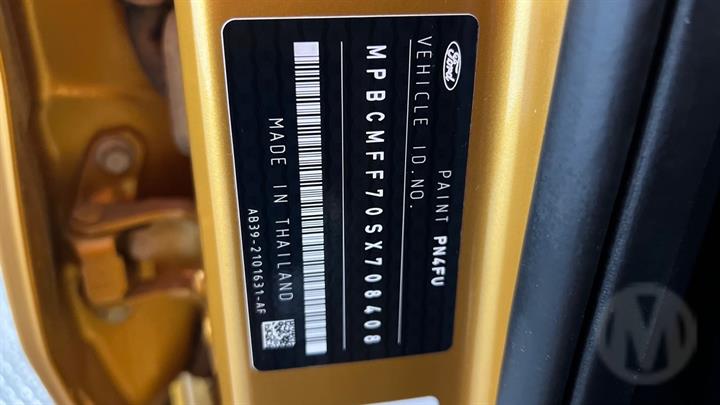 Ford
PAINT PN4FU
VEHICLE ID.NO.
MPBCMFF70SX708408
MADE IN THAILAND
AB39-2101631-AF
M